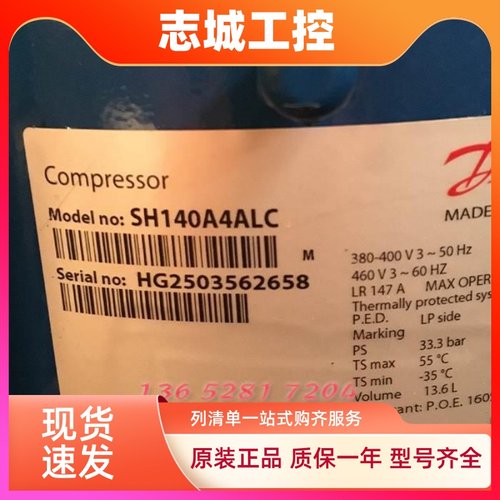 志城工控
Compressor
MADE
Model no: SH140A4ALC
M
Serial no: HG2503562658
380-400 V 3 ~ 50 Hz
460 V 3 ~ 60 HZ
LR 147 A MAX OPER
Thermally protected sys
P.E.D. LP side
Marking
PS 33.3 bar
TS max 55 °C
TS min -35°C
Volume 13.6 L
ant: P.O.E. 160
136 5281 7204
现货
速发
列清单一站式购齐服务
原装正品 质保一年 型号齐全